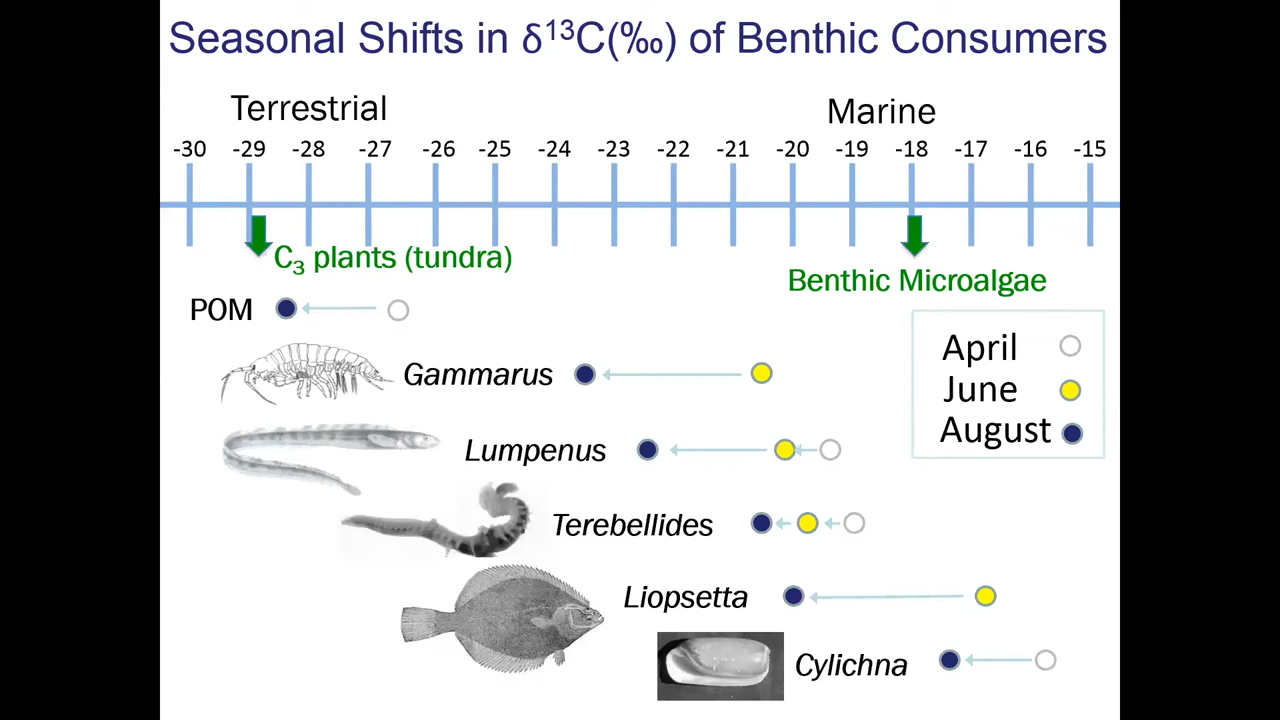 Seasonal Shifts in δ¹³C(‰) of Benthic Consumers
Terrestrial Marine
-30 -29 -28 -27 -26 -25 -24 -23 -22 -21 -20 -19 -18 -17 -16 -15
C₃ plants (tundra)
Benthic Microalgae
POM
April
Gammarus
June
August
Lumpenus
Terebellides
Liopsetta
Cylichna